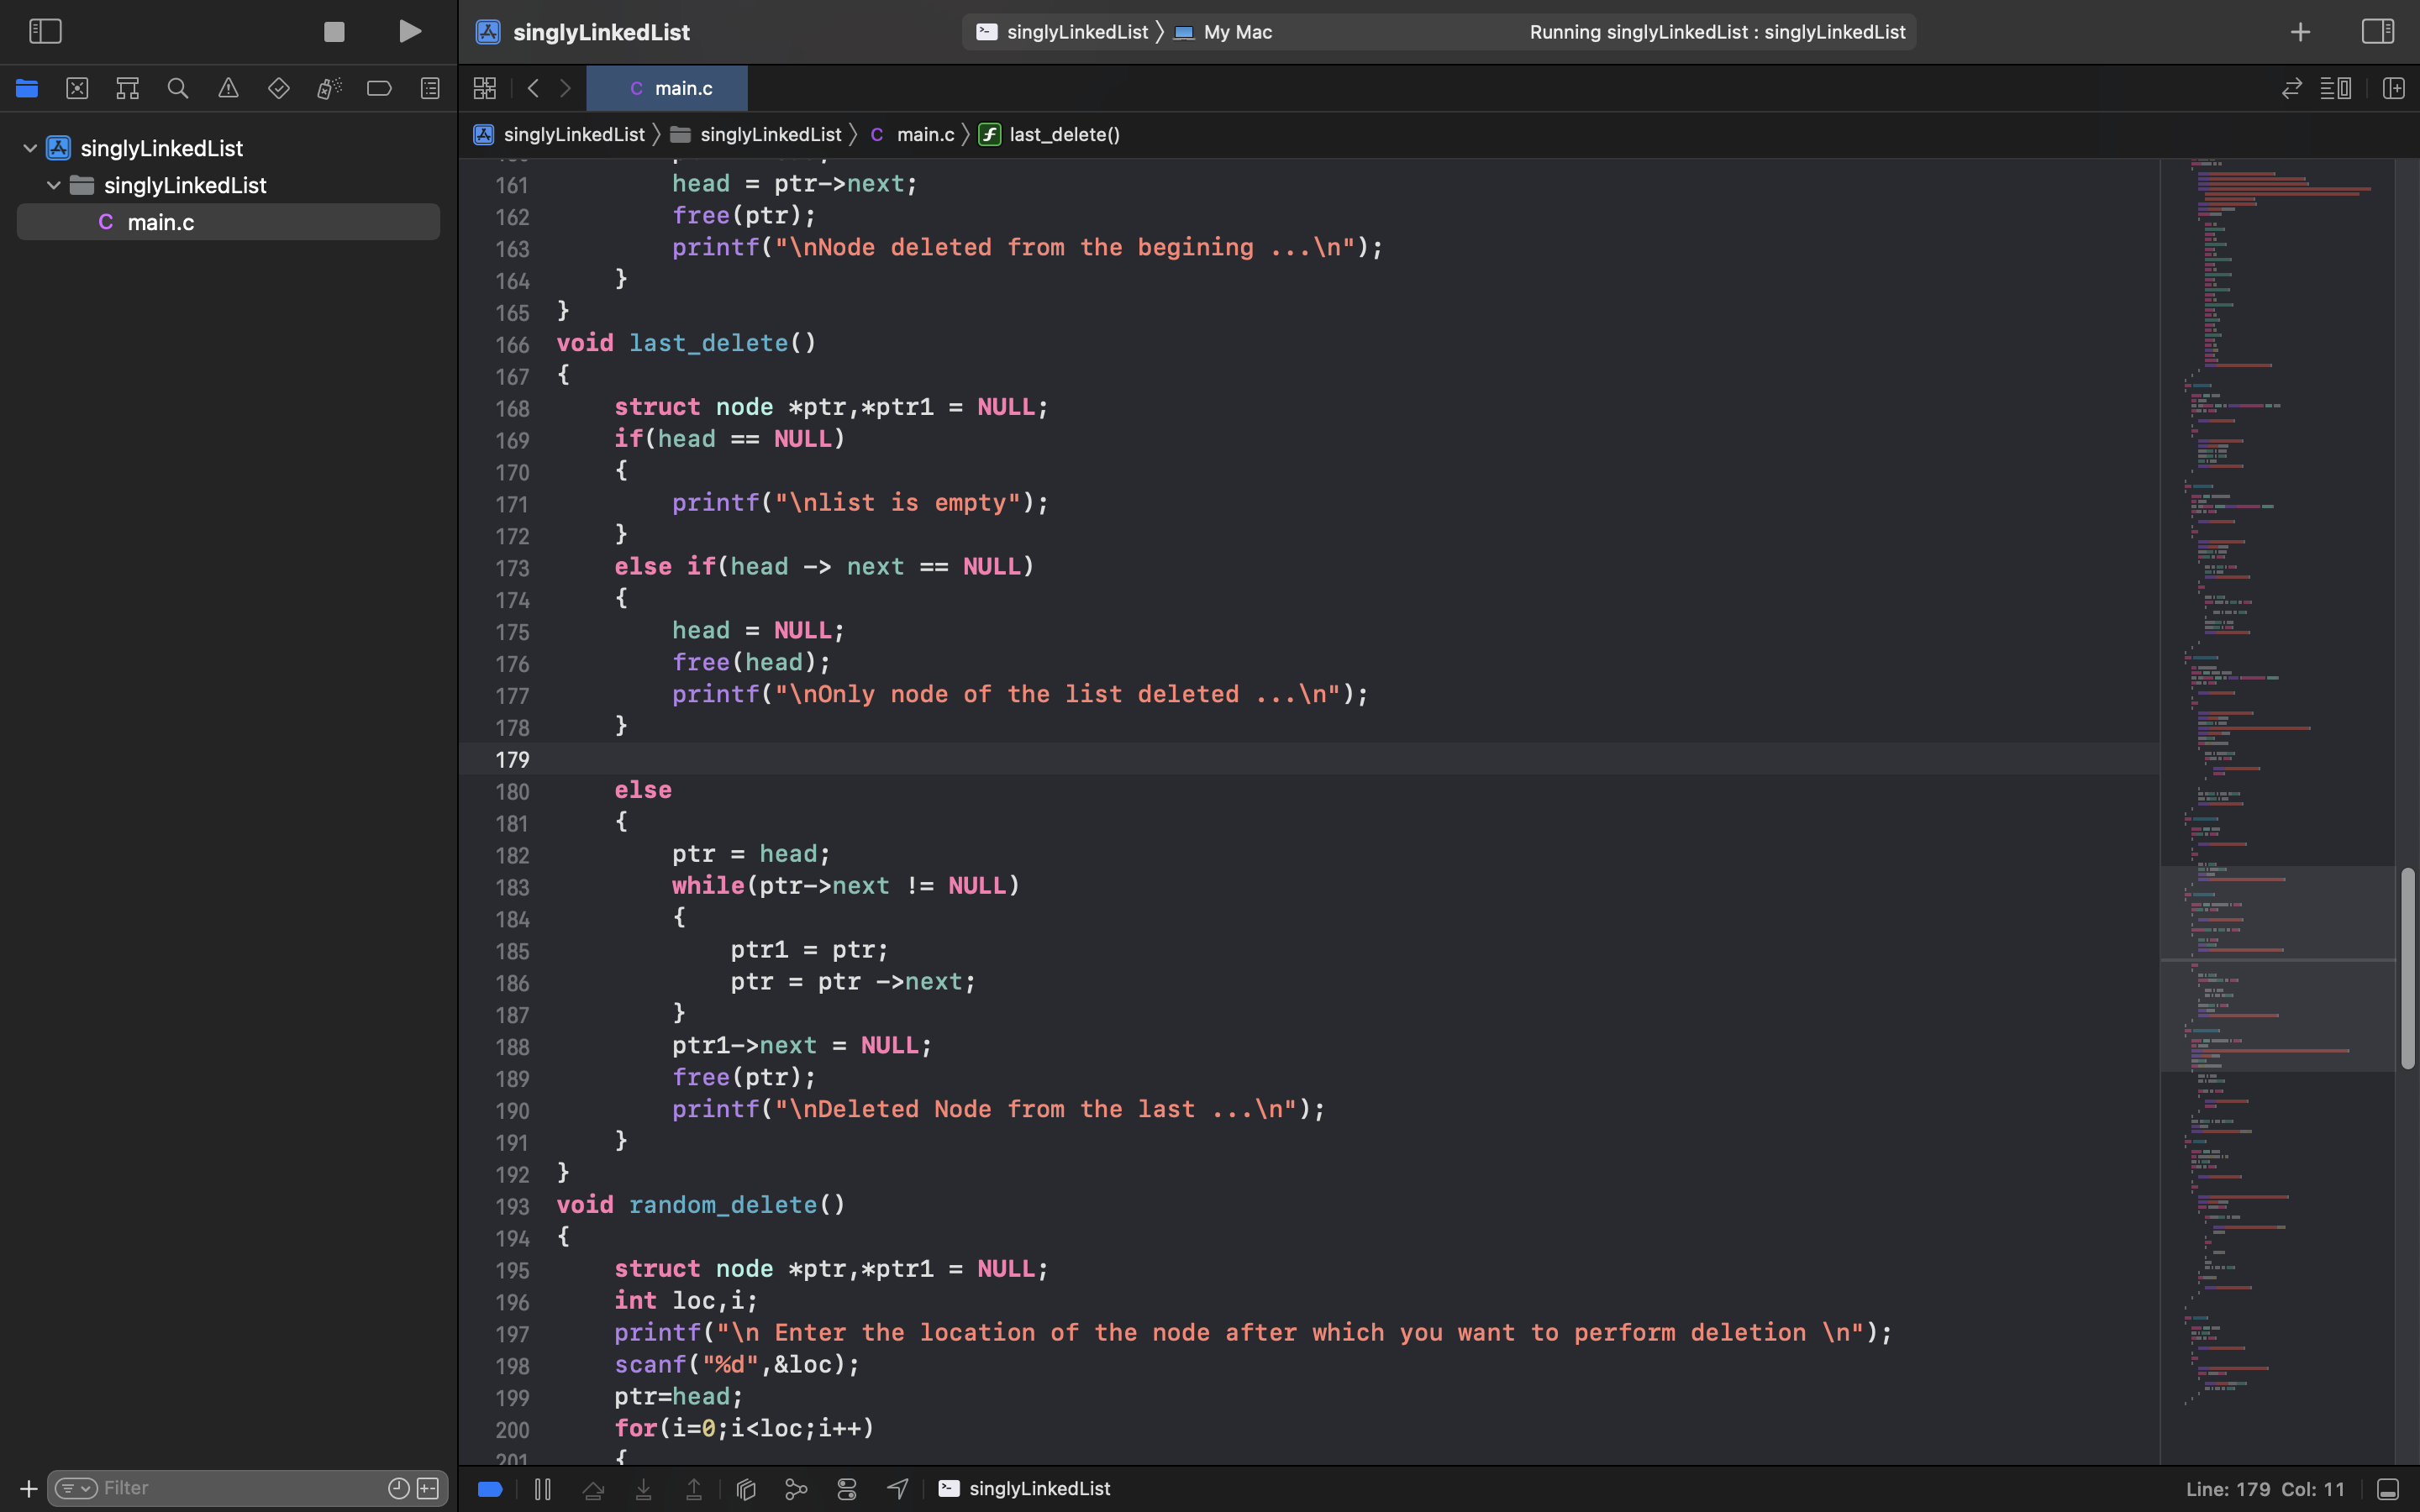 singlyLinkedList
singlyLinkedList My Mac
Running singlyLinkedList : singlyLinkedList
C main.c
singlyLinkedList singlyLinkedList C main.c last_delete()
singlyLinkedList
singlyLinkedList
C main.c
161 head = ptr->next;
162 free(ptr);
163 printf("\nNode deleted from the begining ...\n");
164 }
165 }
166 void last_delete()
167 {
168 struct node *ptr,*ptr1 = NULL;
169 if(head == NULL)
170 {
171 printf("\nlist is empty");
172 }
173 else if(head -> next == NULL)
174 {
175 head = NULL;
176 free(head);
177 printf("\nOnly node of the list deleted ...\n");
178 }
179
180 else
181 {
182 ptr = head;
183 while(ptr->next != NULL)
184 {
185 ptr1 = ptr;
186 ptr = ptr ->next;
187 }
188 ptr1->next = NULL;
189 free(ptr);
190 printf("\nDeleted Node from the last ...\n");
191 }
192 }
193 void random_delete()
194 {
195 struct node *ptr,*ptr1 = NULL;
196 int loc,i;
197 printf("\n Enter the location of the node after which you want to perform deletion \n");
198 scanf("%d",&loc);
199 ptr=head;
200 for(i=0;i<loc;i++)
201 {
Filter
singlyLinkedList
Line: 179 Col: 11